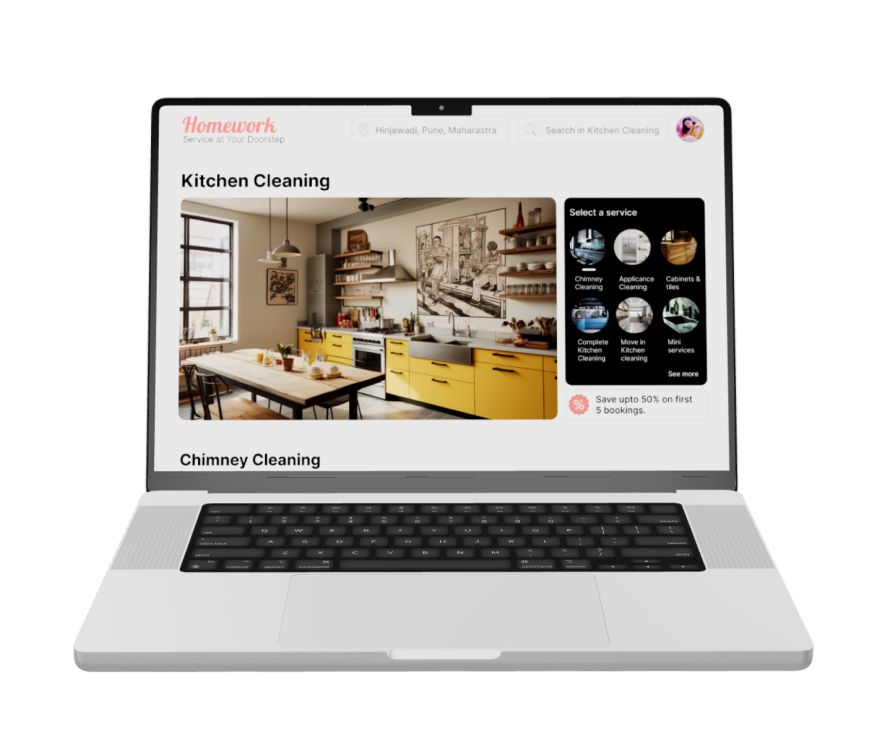 Homework
Service at Your Doorstep
Hinjewadi, Pune, Maharastra
Search in Kitchen Cleaning
Kitchen Cleaning
Select a service
Chimney
Cleaning
Applicance
Cleaning
Cabinets &
tiles
Complete
Kitchen
Cleaning
Move in
Kitchen
cleaning
Mini
services
See more
%
Save upto 50% on first
5 bookings.
Chimney Cleaning
Q W E R T Y U I O P
A S D F G H J K L
Z X C V B N M
command
command